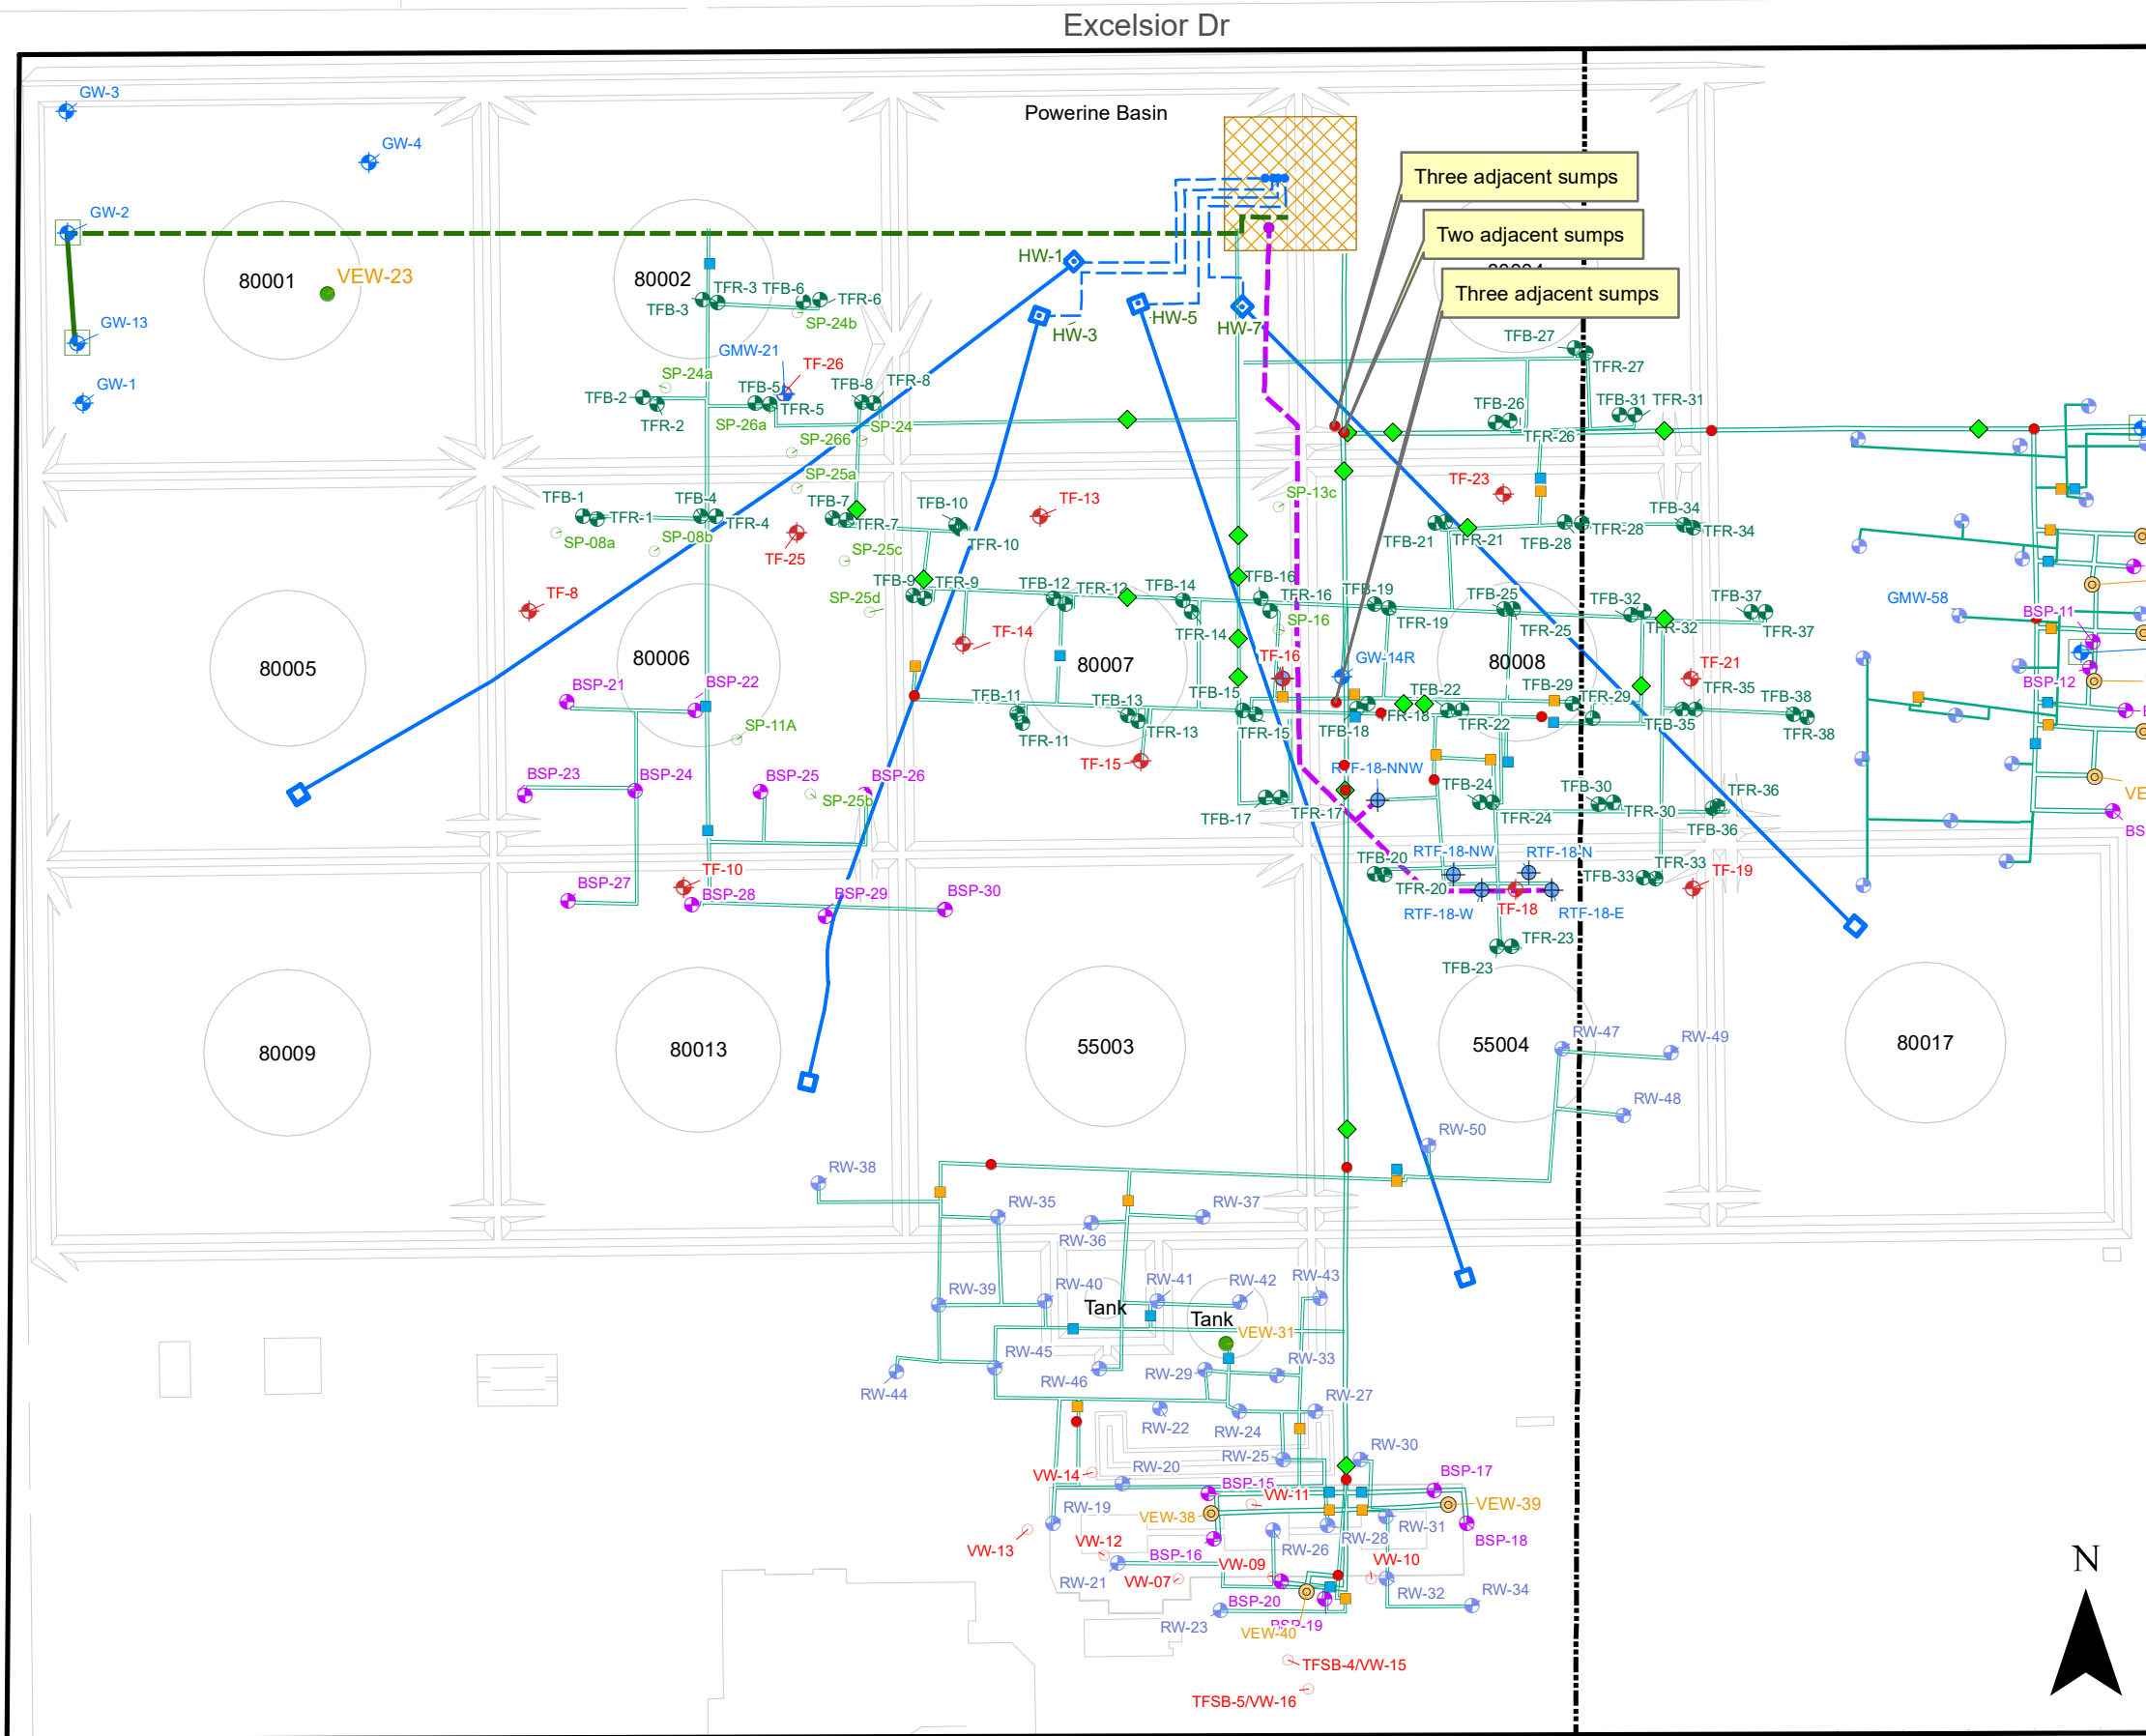 Excelsior Dr
GW-3
Powerine Basin
GW-4
Three adjacent sumps
GW-2
Two adjacent sumps
HW-1
80001
VEW-23
80002
TFR-3
TFB-6
TFR-6
TFB-3
SP-24b
Three adjacent sumps
GW-13
HW-3
HW-5
HW-7
TFB-27
TFR-27
GMW-21
TF-26
SP-24a
GW-1
TFB-2
TFR-2
TFB-5
TFR-5
TFB-8
TFR-8
SP-26a
SP-266
SP-24
TFB-26
TFR-26
TFB-31
TFR-31
SP-25a
TF-23
SP-13c
TFB-1
TFR-1
TFB-4
TFR-4
TFB-7
TFR-7
TFB-10
TFR-10
TF-13
SP-08a
SP-08b
TF-25
SP-25c
TFB-21
TFR-21
TFB-28
TFR-28
TFB-34
TFR-34
TF-8
SP-25d
TFB-9
TFR-9
TFB-12
TFR-12
TFB-14
TFR-14
TFB-16
TFR-16
SP-16
TFB-19
TFR-19
TFB-25
TFR-25
TFB-32
TFR-32
TFB-37
TFR-37
GMW-58
BSP-11
TF-14
80005
80006
80007
80008
TF-16
GW-14R
TF-21
BSP-12
BSP-21
BSP-22
SP-11A
TFB-11
TFR-11
TFB-13
TFR-13
TFB-15
TFR-15
TFB-18
TFR-18
TFB-22
TFR-22
TFB-29
TFR-29
TFR-35
TFB-35
TFB-38
TFR-38
BSP-23
BSP-24
BSP-25
SP-25b
BSP-26
TF-15
RTF-18-NNW
TFB-17
TFR-17
TFB-24
TFR-24
TFB-30
TFR-30
TFR-36
TFB-36
TF-10
BSP-27
BSP-28
BSP-29
BSP-30
TFB-20
TFR-20
RTF-18-NW
RTF-18-N
RTF-18-W
TF-18
RTF-18-E
TFB-33
TFR-33
TF-19
TFR-23
TFB-23
80009
80013
55003
55004
80017
RW-47
RW-49
RW-48
RW-50
RW-38
RW-35
RW-37
RW-36
RW-39
RW-40
RW-41
RW-42
RW-43
Tank
Tank
VEW-31
RW-45
RW-46
RW-29
RW-33
RW-44
RW-27
RW-22
RW-24
RW-25
RW-30
VW-14
RW-20
BSP-15
VW-11
BSP-17
RW-19
VEW-38
VEW-39
VW-13
VW-12
BSP-16
RW-26
RW-28
RW-31
BSP-18
RW-21
VW-07
VW-09
VW-10
RW-32
RW-34
BSP-20
RW-23
BSP-19
VEW-40
TFSB-4/VW-15
TFSB-5/VW-16
N